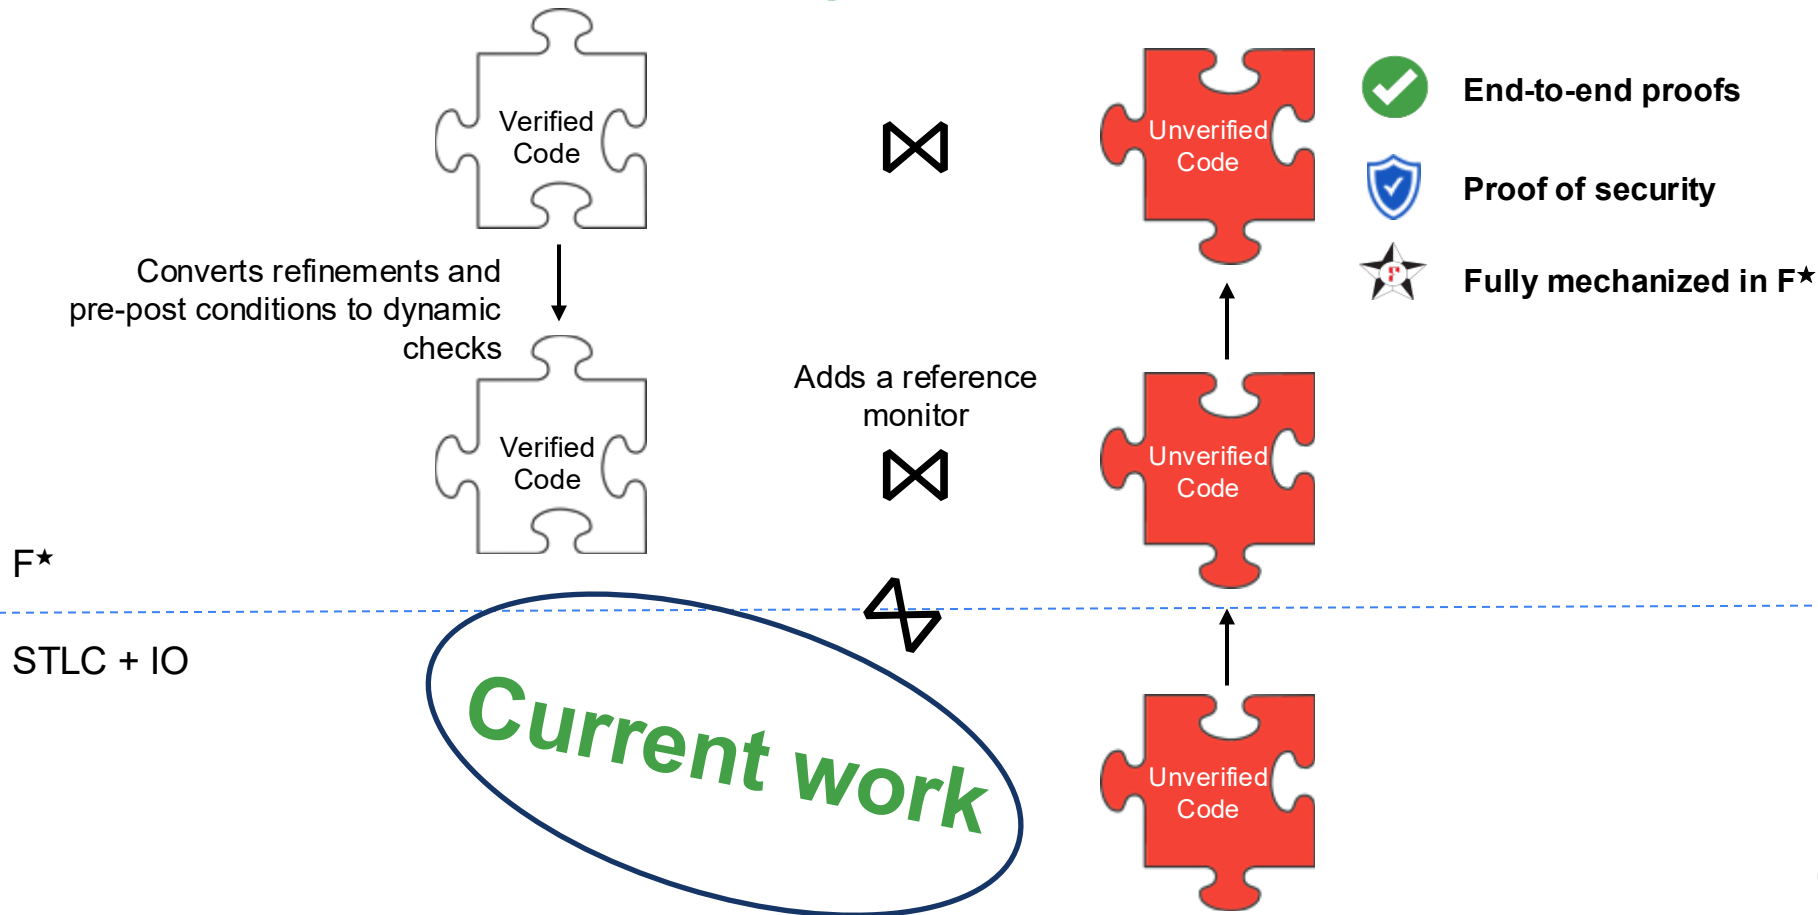 Verified
Code
Unverified
Code
End-to-end proofs
Proof of security
Fully mechanized in F★
Converts refinements and
pre-post conditions to dynamic
checks
Adds a reference
monitor
Verified
Code
Unverified
Code
F★
STLC + IO
Current work
Unverified
Code